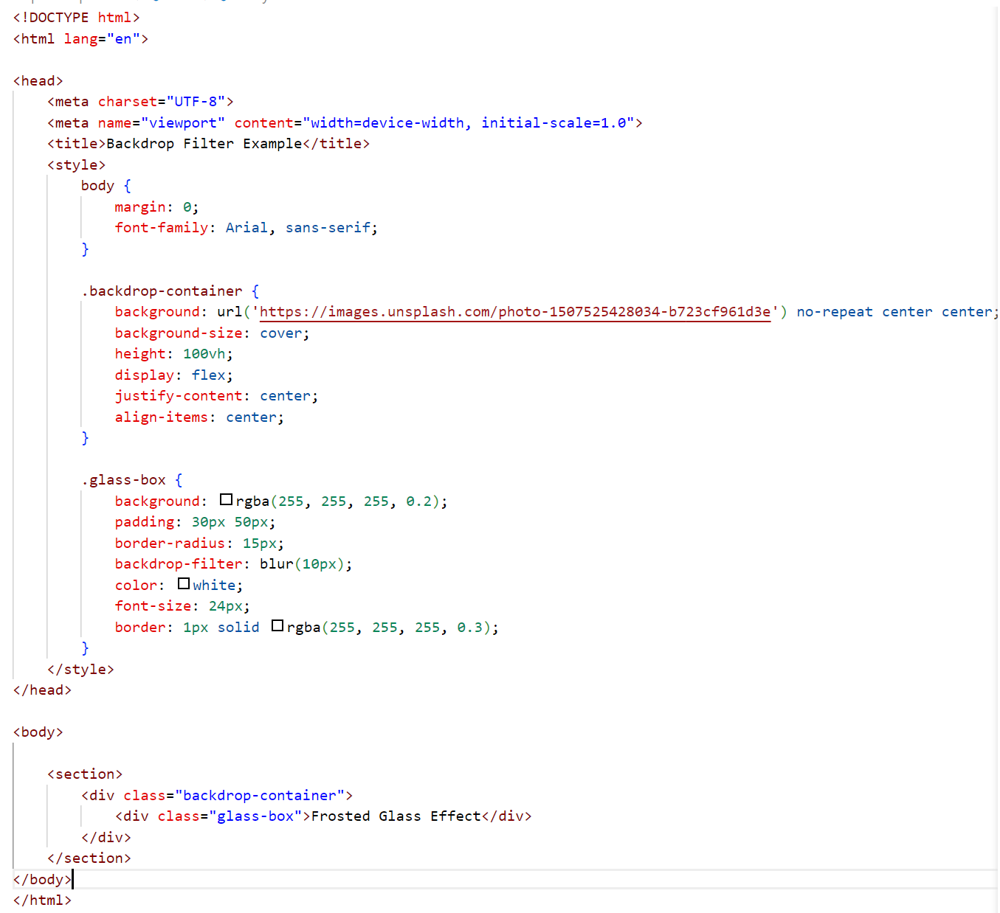 <!DOCTYPE html>
<html lang="en">

<head>
    <meta charset="UTF-8">
    <meta name="viewport" content="width=device-width, initial-scale=1.0">
    <title>Backdrop Filter Example</title>
    <style>
        body {
            margin: 0;
            font-family: Arial, sans-serif;
        }

        .backdrop-container {
            background: url('https://images.unsplash.com/photo-1507525428034-b723cf961d3e') no-repeat center center;
            background-size: cover;
            height: 100vh;
            display: flex;
            justify-content: center;
            align-items: center;
        }

        .glass-box {
            background: rgba(255, 255, 255, 0.2);
            padding: 30px 50px;
            border-radius: 15px;
            backdrop-filter: blur(10px);
            color: white;
            font-size: 24px;
            border: 1px solid rgba(255, 255, 255, 0.3);
        }
    </style>
</head>

<body>

    <section>
        <div class="backdrop-container">
            <div class="glass-box">Frosted Glass Effect</div>
        </div>
    </section>
</body>
</html>